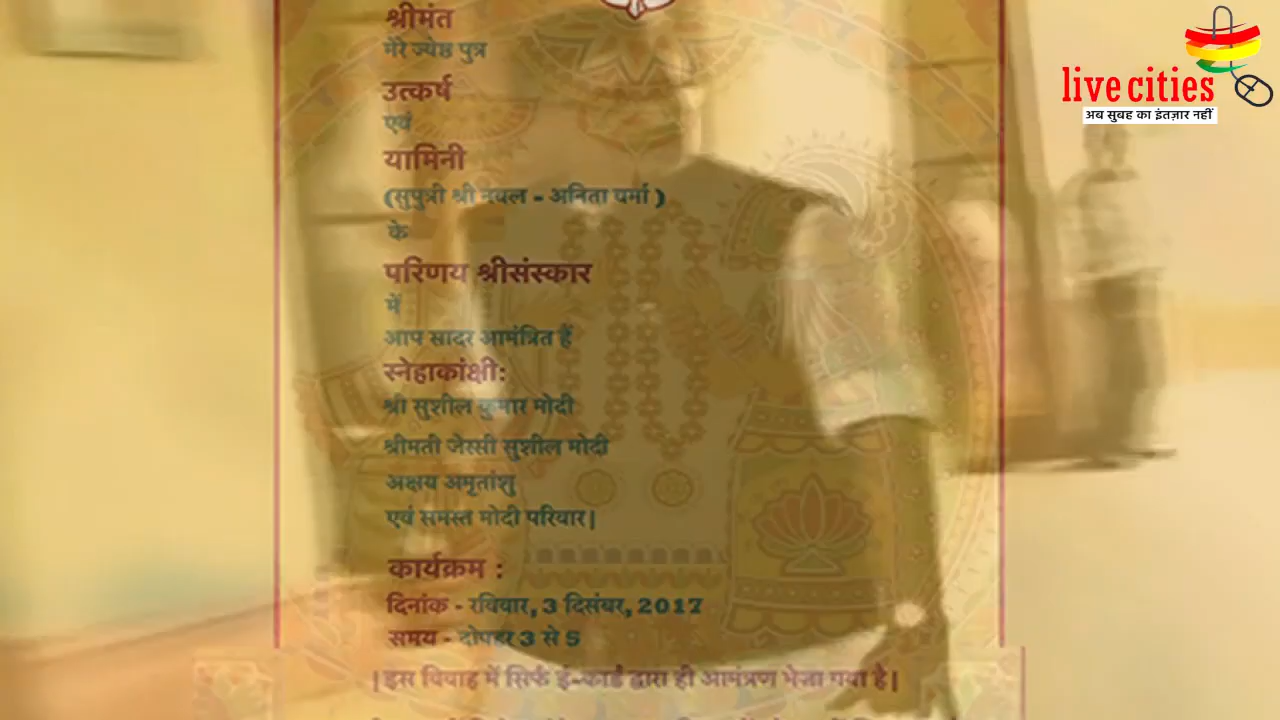 श्रीमंत
मेरे ज्येष्ठ पुत्र
उत्कर्ष
एवं
यामिनी
(सुपुत्री श्री नवल - अनिता वर्मा )
के
परिणय श्रीसंस्कार
में
आप सादर आमंत्रित हैं
स्नेहाकांक्षी:
श्री सुशील कुमार मोदी
श्रीमती जेस्सी सुशील मोदी
अक्षय अमृतांशु
एवं समस्त मोदी परिवार|
कार्यक्रम :
दिनांक - रविवार, 3 दिसंबर, 2017
समय - दोपहर 3 से 5
|इस विवाह में सिर्फ ई-कार्ड द्वारा ही आमंत्रण भेजा गया है|
live cities
अब सुबह का इंतज़ार नहीं